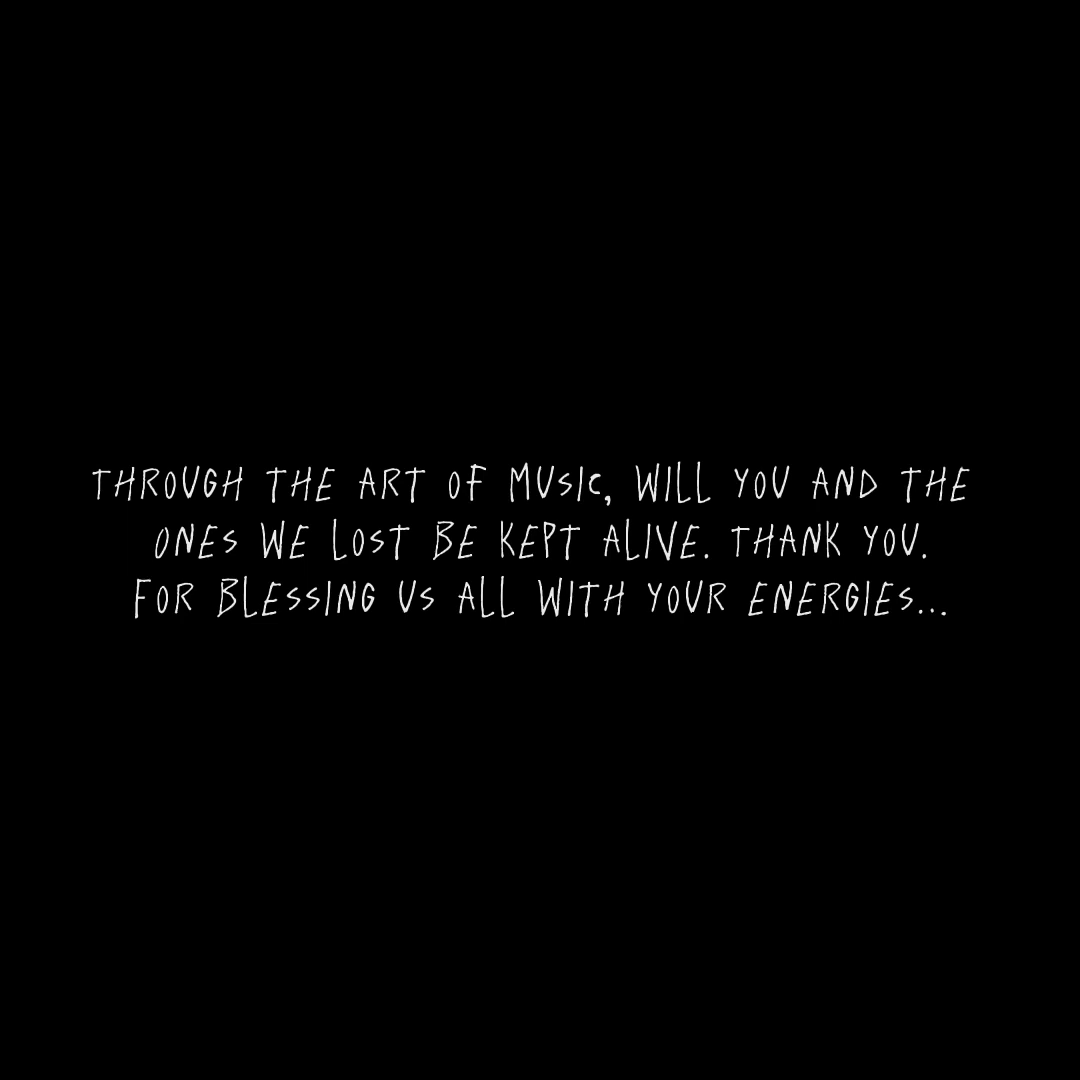 THROUGH THE ART OF MUSIC, WILL YOU AND THE
ONES WE LOST BE KEPT ALIVE. THANK YOU.
FOR BLESSING US ALL WITH YOUR ENERGIES...